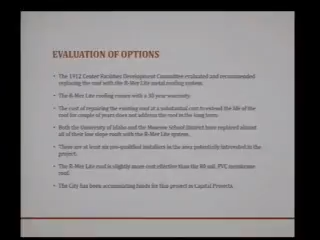 EVALUATION OF OPTIONS
• The 1912 Center Facilities Development Committee evaluated and recommended
replacing the roof with the R-Mer Lite metal roofing system.
• The R-Mer Lite roofing comes with a 30 year warranty.
• The cost of repairing the existing roof at a substantial cost to extend the life of the
roof for couple of years does not address the roof in the long term.
• Both the University of Idaho and the Moscow School District have repaired almost
all of their low slope roofs with the R-Mer Lite system.
• There are at least six pre-qualified installers in the area potentially interested in the
project.
• The R-Mer Lite roof is slightly more cost effective than the 80 mil. PVC membrane
roof.
• The City has been accumulating funds for this project in Capital Projects.